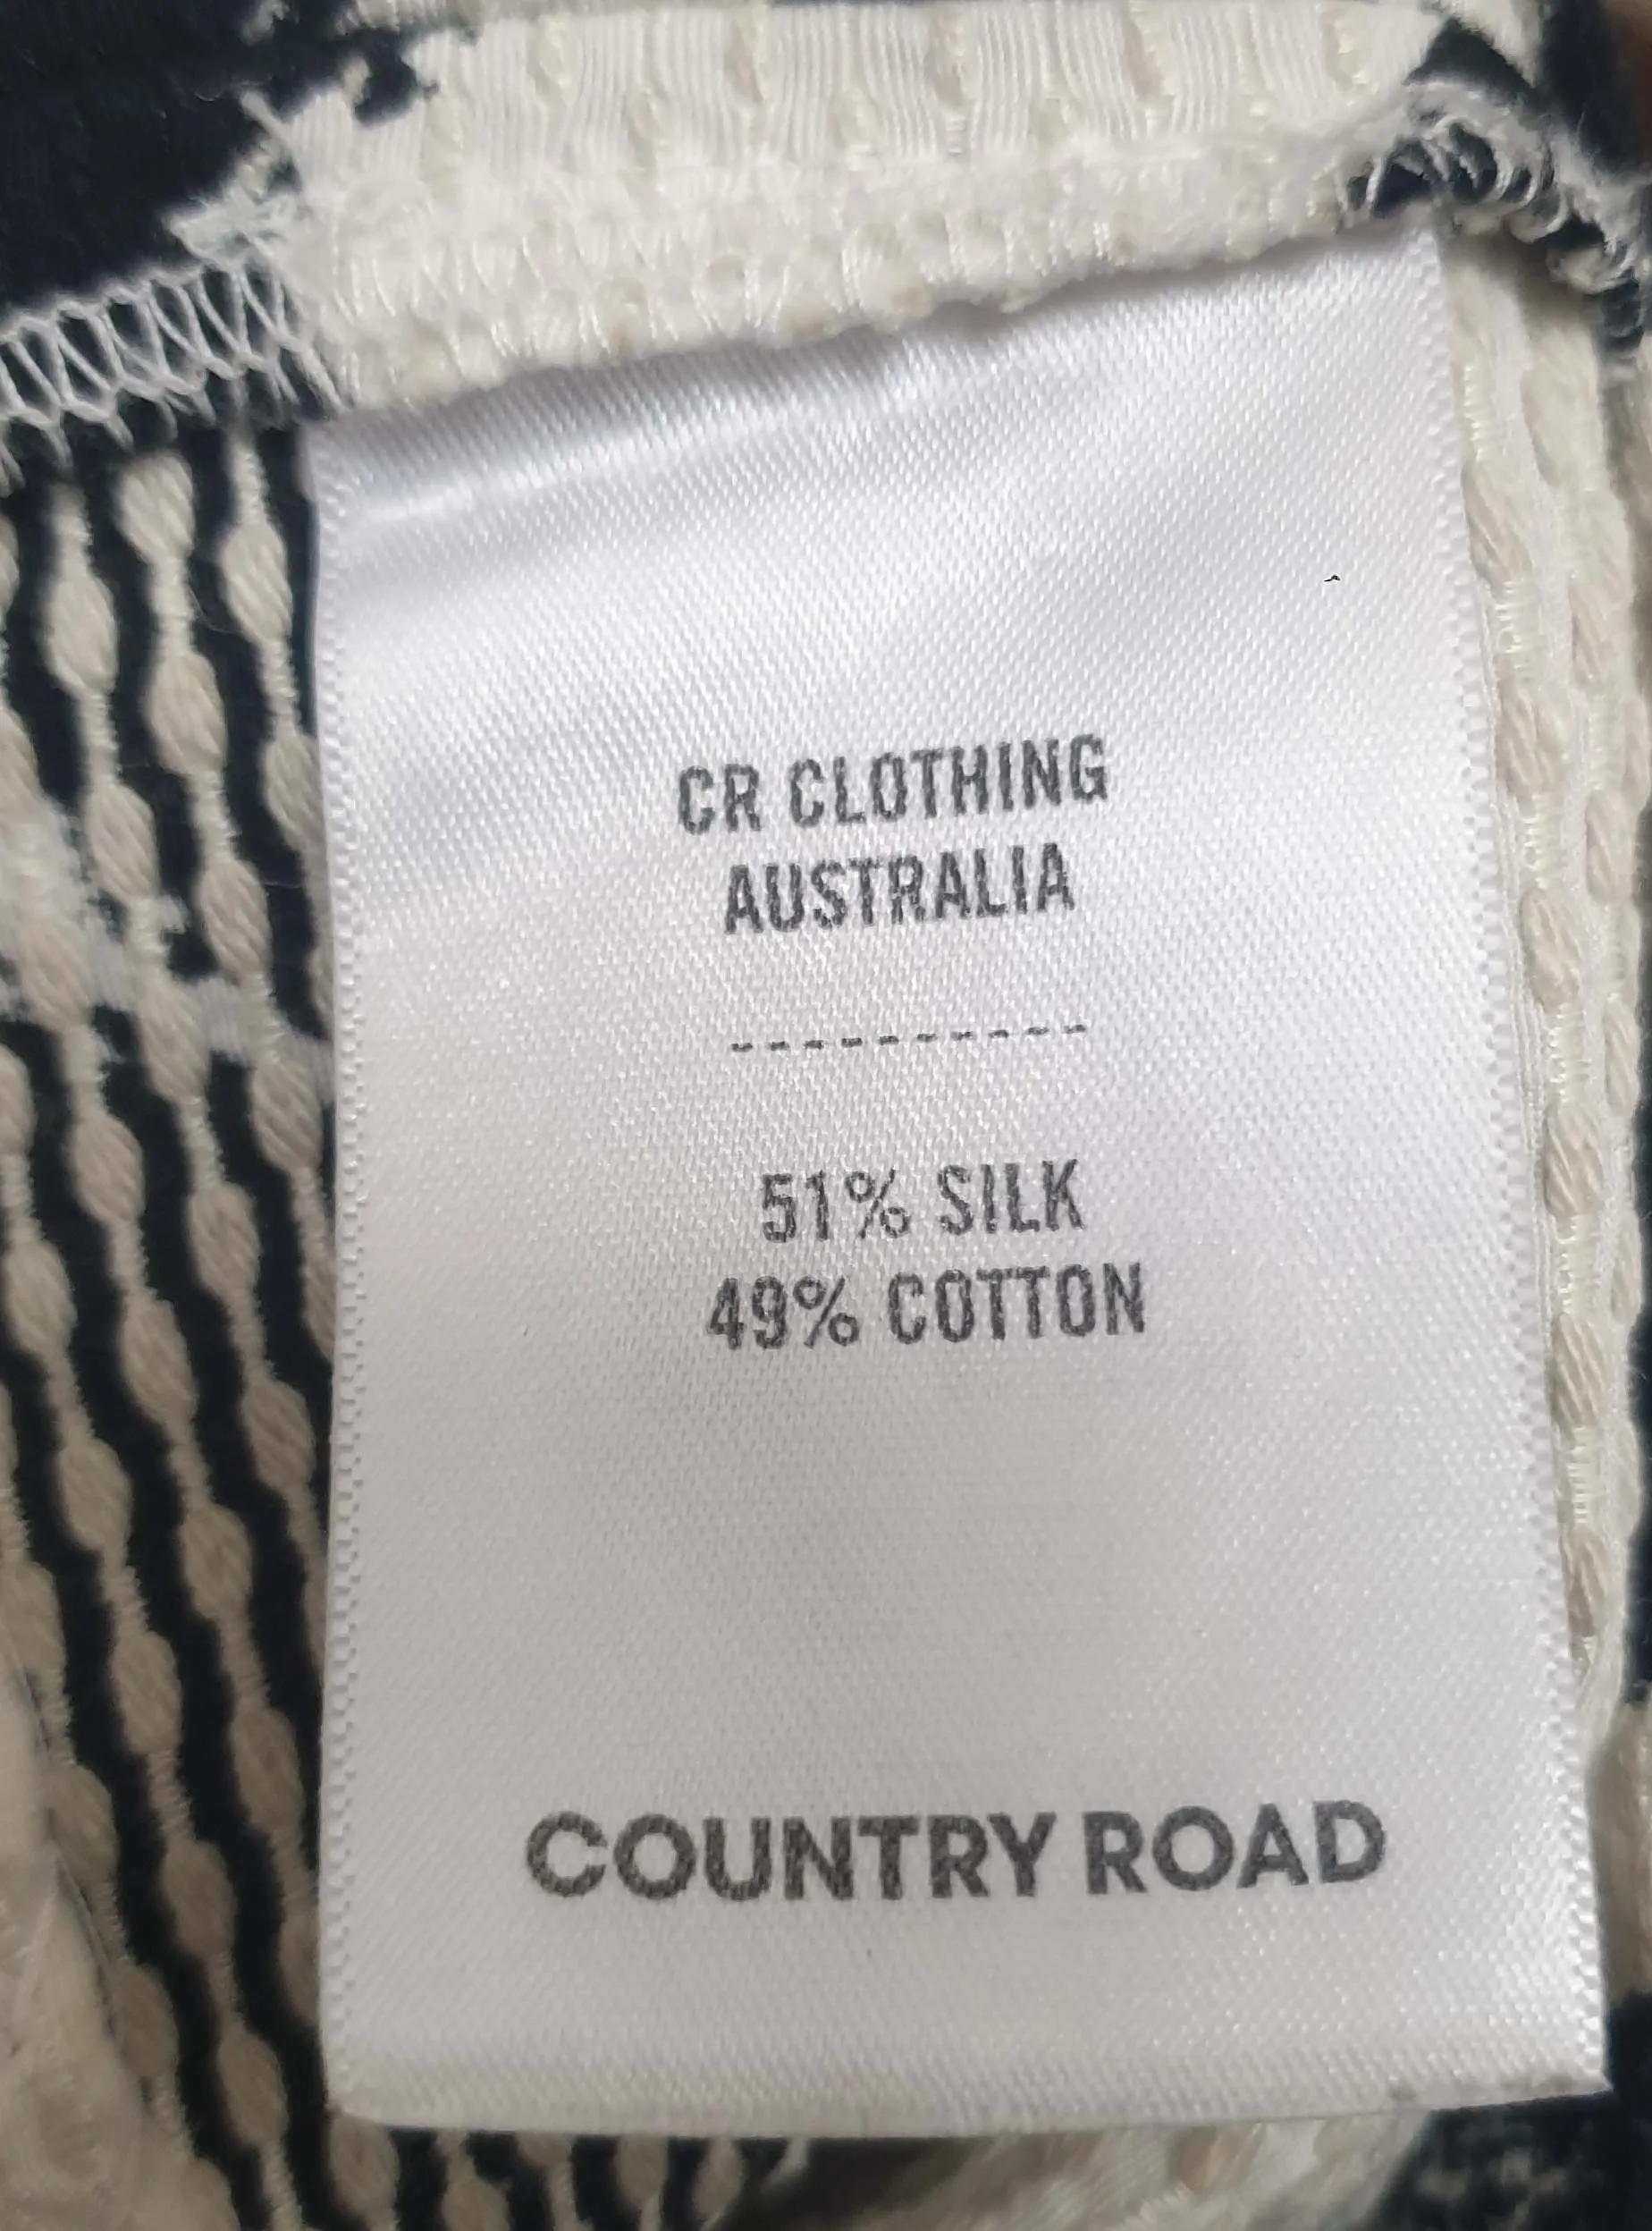 CR CLOTHING
AUSTRALIA
----------
51% SILK
49% COTTON
COUNTRY ROAD